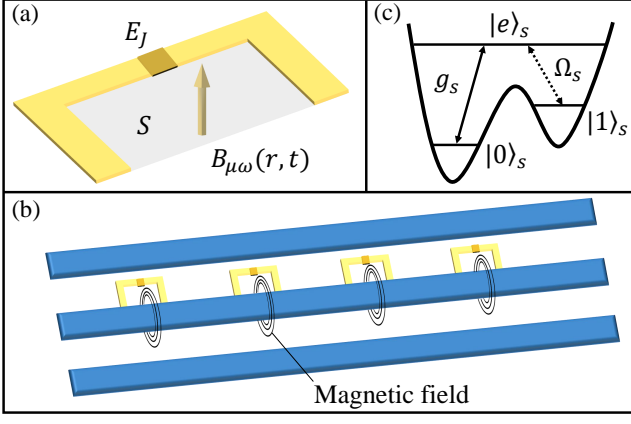 (a)
E_J
S
B_{μω}(r, t)
(c)
|e⟩_s
g_s
Ω_s
|1⟩_s
|0⟩_s
(b)
Magnetic field